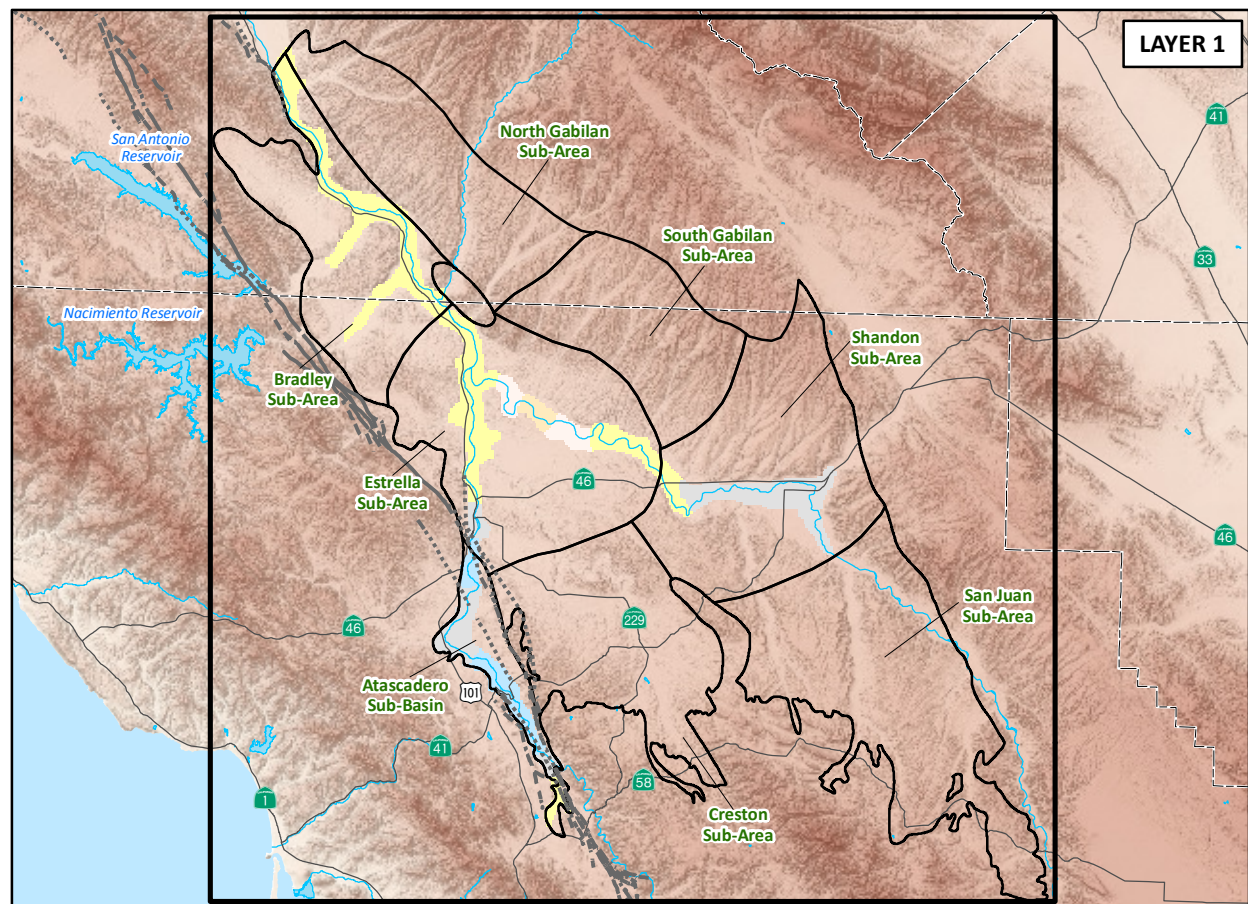 LAYER 1
41
San Antonio
Reservoir
North Gabilan
Sub-Area
South Gabilan
Sub-Area
33
Nacimiento Reservoir
Shandon
Sub-Area
Bradley
Sub-Area
Estrella
Sub-Area
46
46
San Juan
Sub-Area
46
229
Atascadero
Sub-Basin
101
41
58
1
Creston
Sub-Area